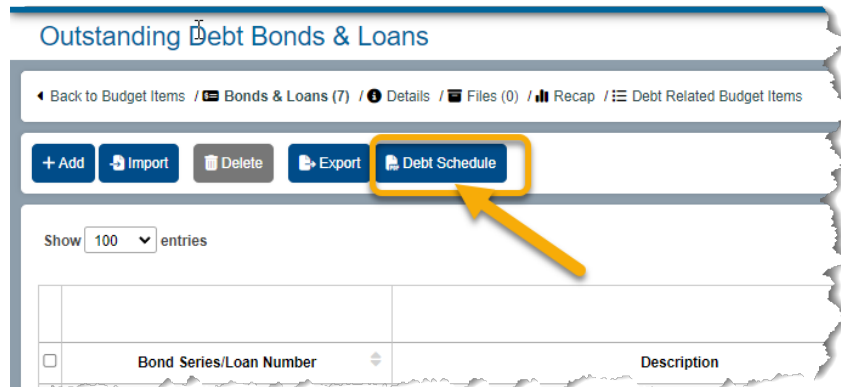 Outstanding Debt Bonds & Loans
Back to Budget Items / Bonds & Loans (7) / Details / Files (0) / Recap / Debt Related Budget Items
+ Add Import Delete Export Debt Schedule
Show 100 entries
Bond Series/Loan Number Description